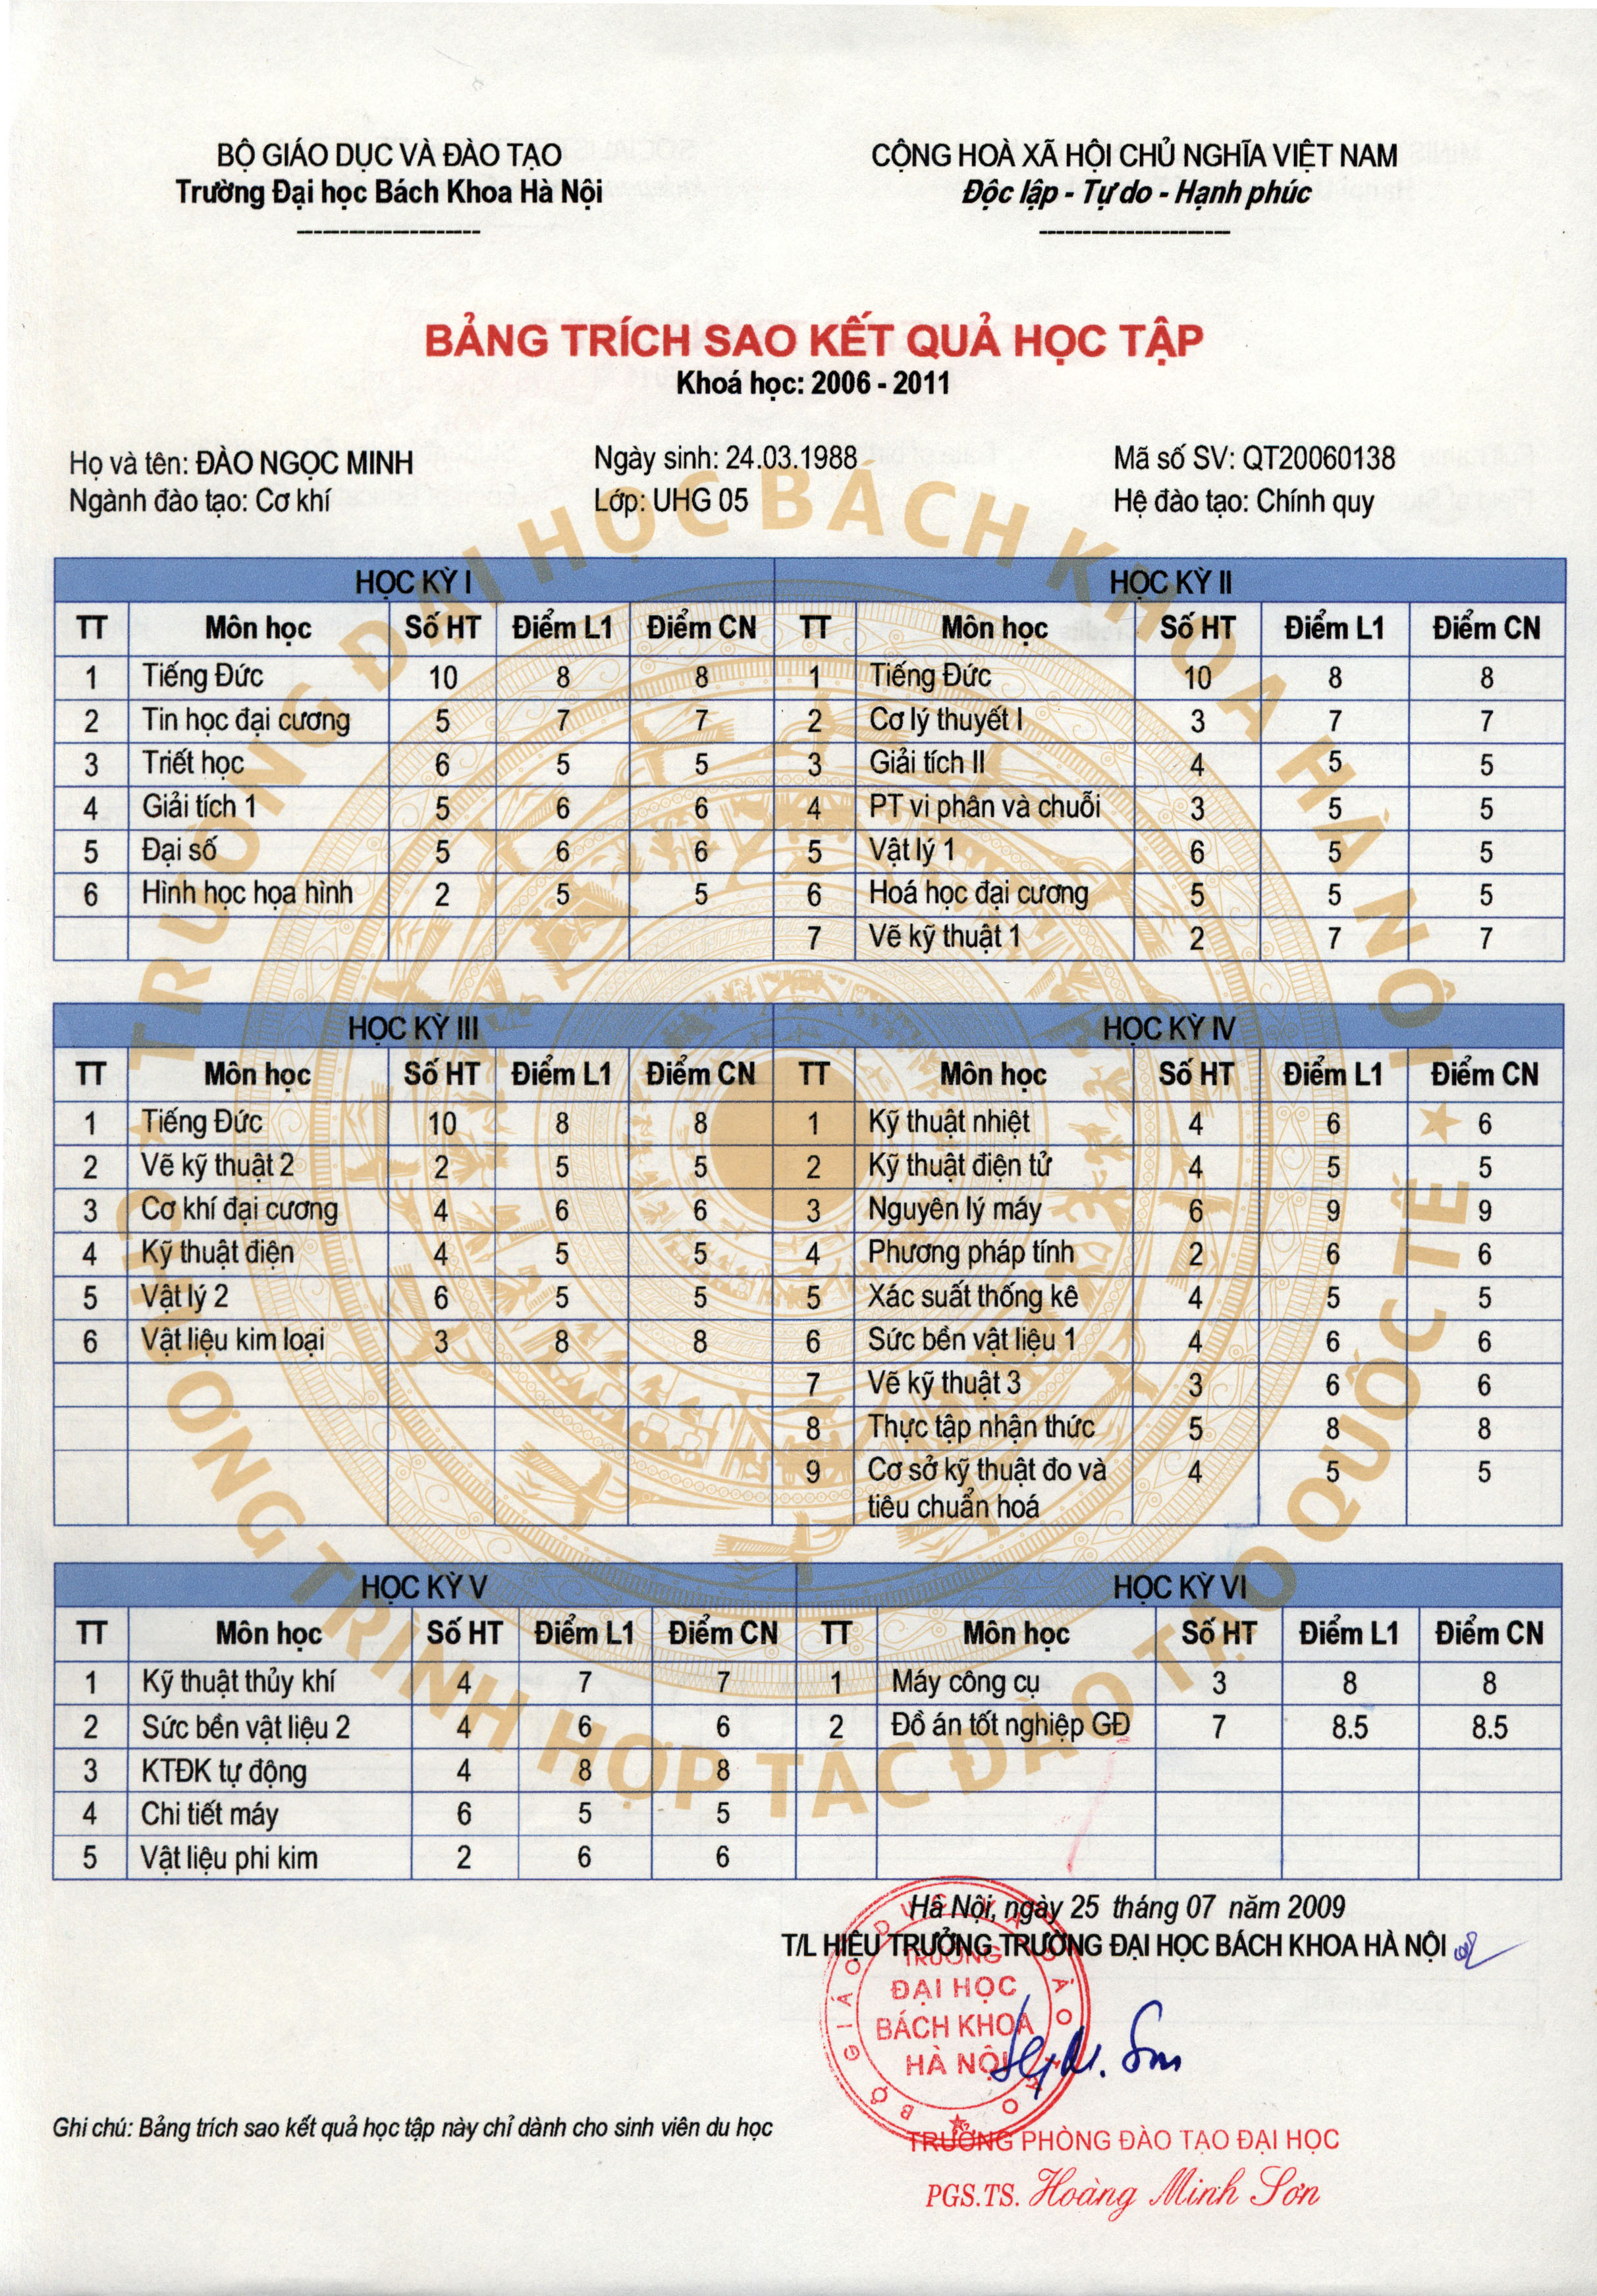 BỘ GIÁO DỤC VÀ ĐÀO TẠO
Trường Đại học Bách Khoa Hà Nội
CỘNG HOÀ XÃ HỘI CHỦ NGHĨA VIỆT NAM
Độc lập - Tự do - Hạnh phúc
BẢNG TRÍCH SAO KẾT QUẢ HỌC TẬP
Khoá học: 2006 - 2011
Họ và tên: ĐÀO NGỌC MINH Ngày sinh: 24.03.1988 Mã số SV: QT20060138
Ngành đào tạo: Cơ khí Lớp: UHG 05 Hệ đào tạo: Chính quy
HỌC KỲ I HỌC KỲ II
TT Môn học Số HT Điểm L1 Điểm CN TT Môn học Số HT Điểm L1 Điểm CN
1 Tiếng Đức 10 8 8 1 Tiếng Đức 10 8 8
2 Tin học đại cương 5 7 7 2 Cơ lý thuyết I 3 7 7
3 Triết học 6 5 5 3 Giải tích II 4 5 5
4 Giải tích 1 5 6 6 4 PT vi phân và chuỗi 3 5 5
5 Đại số 5 6 6 5 Vật lý 1 6 5 5
6 Hình học họa hình 2 5 5 6 Hoá học đại cương 5 5 5
7 Vẽ kỹ thuật 1 2 7 7
HỌC KỲ III HỌC KỲ IV
TT Môn học Số HT Điểm L1 Điểm CN TT Môn học Số HT Điểm L1 Điểm CN
1 Tiếng Đức 10 8 8 1 Kỹ thuật nhiệt 4 6 6
2 Vẽ kỹ thuật 2 2 5 5 2 Kỹ thuật điện tử 4 5 5
3 Cơ khí đại cương 4 6 6 3 Nguyên lý máy 6 9 9
4 Kỹ thuật điện 4 5 5 4 Phương pháp tính 2 6 6
5 Vật lý 2 6 5 5 5 Xác suất thống kê 4 5 5
6 Vật liệu kim loại 3 8 8 6 Sức bền vật liệu 1 4 6 6
7 Vẽ kỹ thuật 3 3 6 6
8 Thực tập nhận thức 5 8 8
9 Cơ sở kỹ thuật đo và 4 5 5
tiêu chuẩn hoá
HỌC KỲ V HỌC KỲ VI
TT Môn học Số HT Điểm L1 Điểm CN TT Môn học Số HT Điểm L1 Điểm CN
1 Kỹ thuật thủy khí 4 7 7 1 Máy công cụ 3 8 8
2 Sức bền vật liệu 2 4 6 6 2 Đồ án tốt nghiệp GĐ 7 8.5 8.5
3 KTĐK tự động 4 8 8
4 Chi tiết máy 6 5 5
5 Vật liệu phi kim 2 6 6
Hà Nội, ngày 25 tháng 07 năm 2009
T/L HIỆU TRƯỞNG TRƯỜNG ĐẠI HỌC BÁCH KHOA HÀ NỘI
BỘ GIÁO DỤC VÀ ĐÀO TẠO
TRƯỜNG
ĐẠI HỌC
BÁCH KHOA
HÀ NỘI
Ghi chú: Bảng trích sao kết quả học tập này chỉ dành cho sinh viên du học
TRƯỞNG PHÒNG ĐÀO TẠO ĐẠI HỌC
PGS.TS. Hoàng Minh Sơn
TRƯỜNG ĐẠI HỌC BÁCH KHOA HÀ NỘI
CHƯƠNG TRÌNH HỢP TÁC ĐÀO TẠO QUỐC TẾ